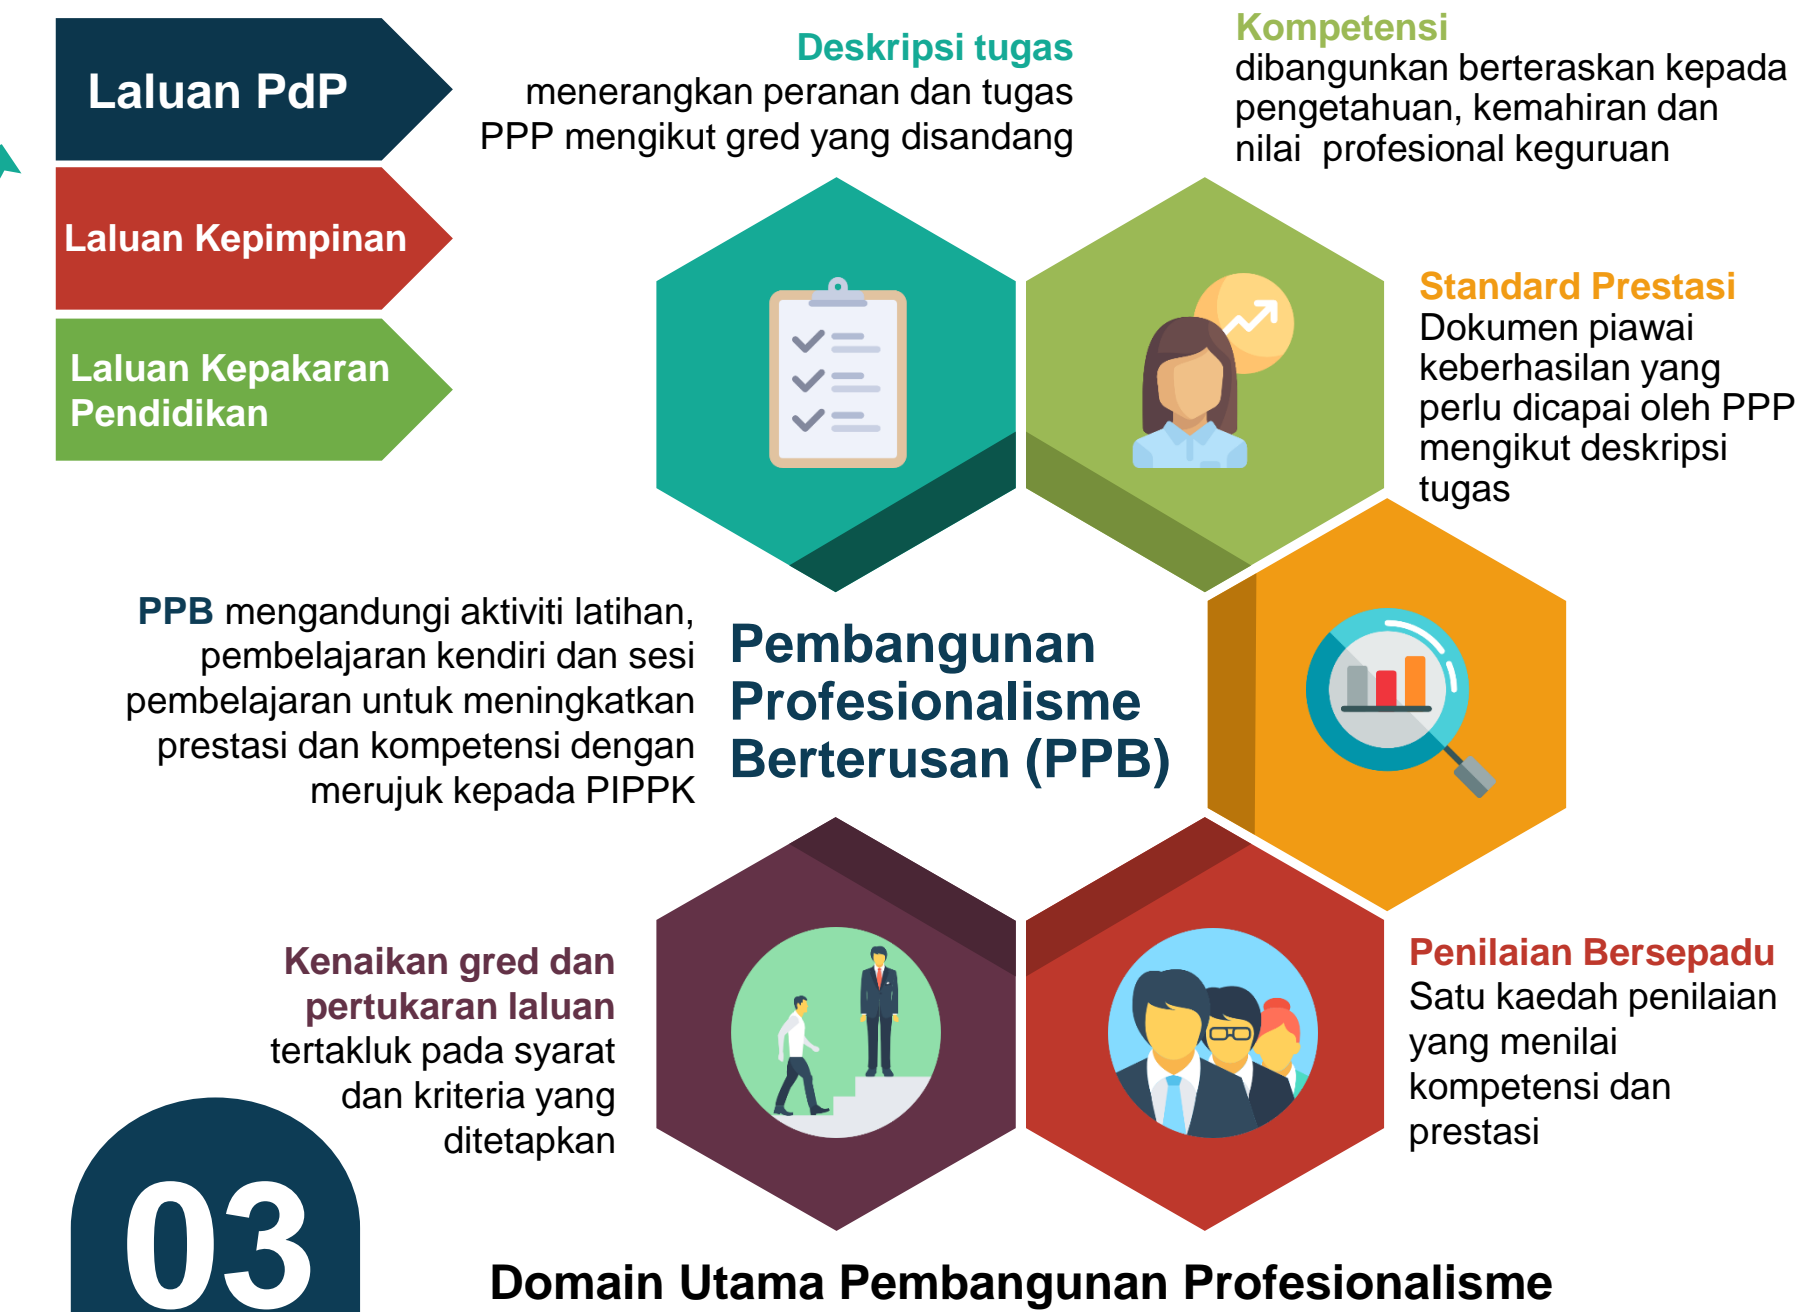 Laluan PdP
Laluan Kepimpinan
Laluan Kepakaran
Pendidikan
Deskripsi tugas
menerangkan peranan dan tugas
PPP mengikut gred yang disandang
Kompetensi
dibangunkan berteraskan kepada
pengetahuan, kemahiran dan
nilai profesional keguruan
Standard Prestasi
Dokumen piawai
keberhasilan yang
perlu dicapai oleh PPP
mengikut deskripsi
tugas
PPB mengandungi aktiviti latihan,
pembelajaran kendiri dan sesi
pembelajaran untuk meningkatkan
prestasi dan kompetensi dengan
merujuk kepada PIPPK
Pembangunan
Profesionalisme
Berterusan (PPB)
Kenaikan gred dan
pertukaran laluan
tertakluk pada syarat
dan kriteria yang
ditetapkan
Penilaian Bersepadu
Satu kaedah penilaian
yang menilai
kompetensi dan
prestasi
03
Domain Utama Pembangunan Profesionalisme